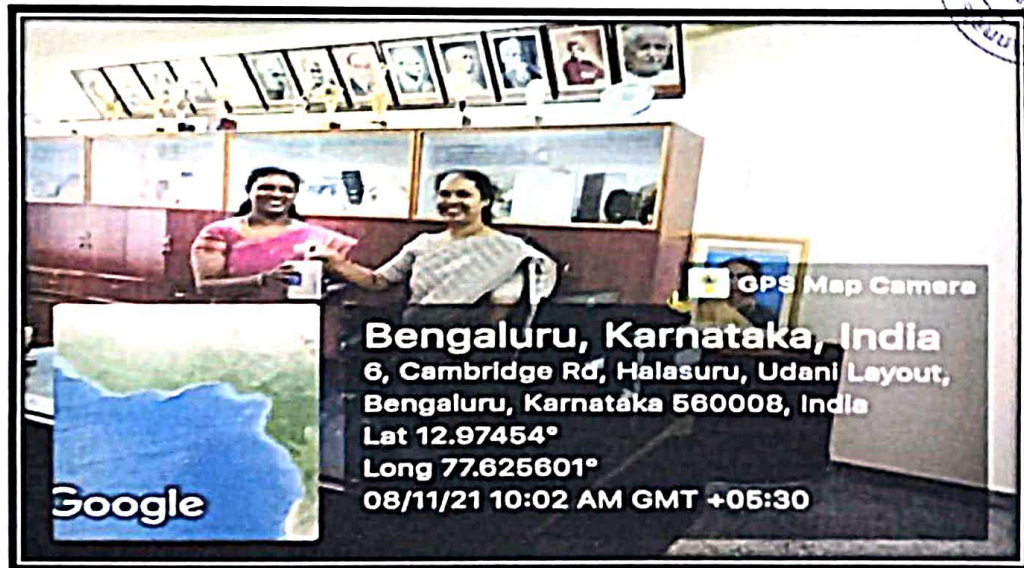 GPS Map Camera
Bengaluru, Karnataka, India
6, Cambridge Rd, Halasuru, Udani Layout,
Bengaluru, Karnataka 560008, India
Lat 12.97454°
Long 77.625601°
08/11/21 10:02 AM GMT +05:30
Google